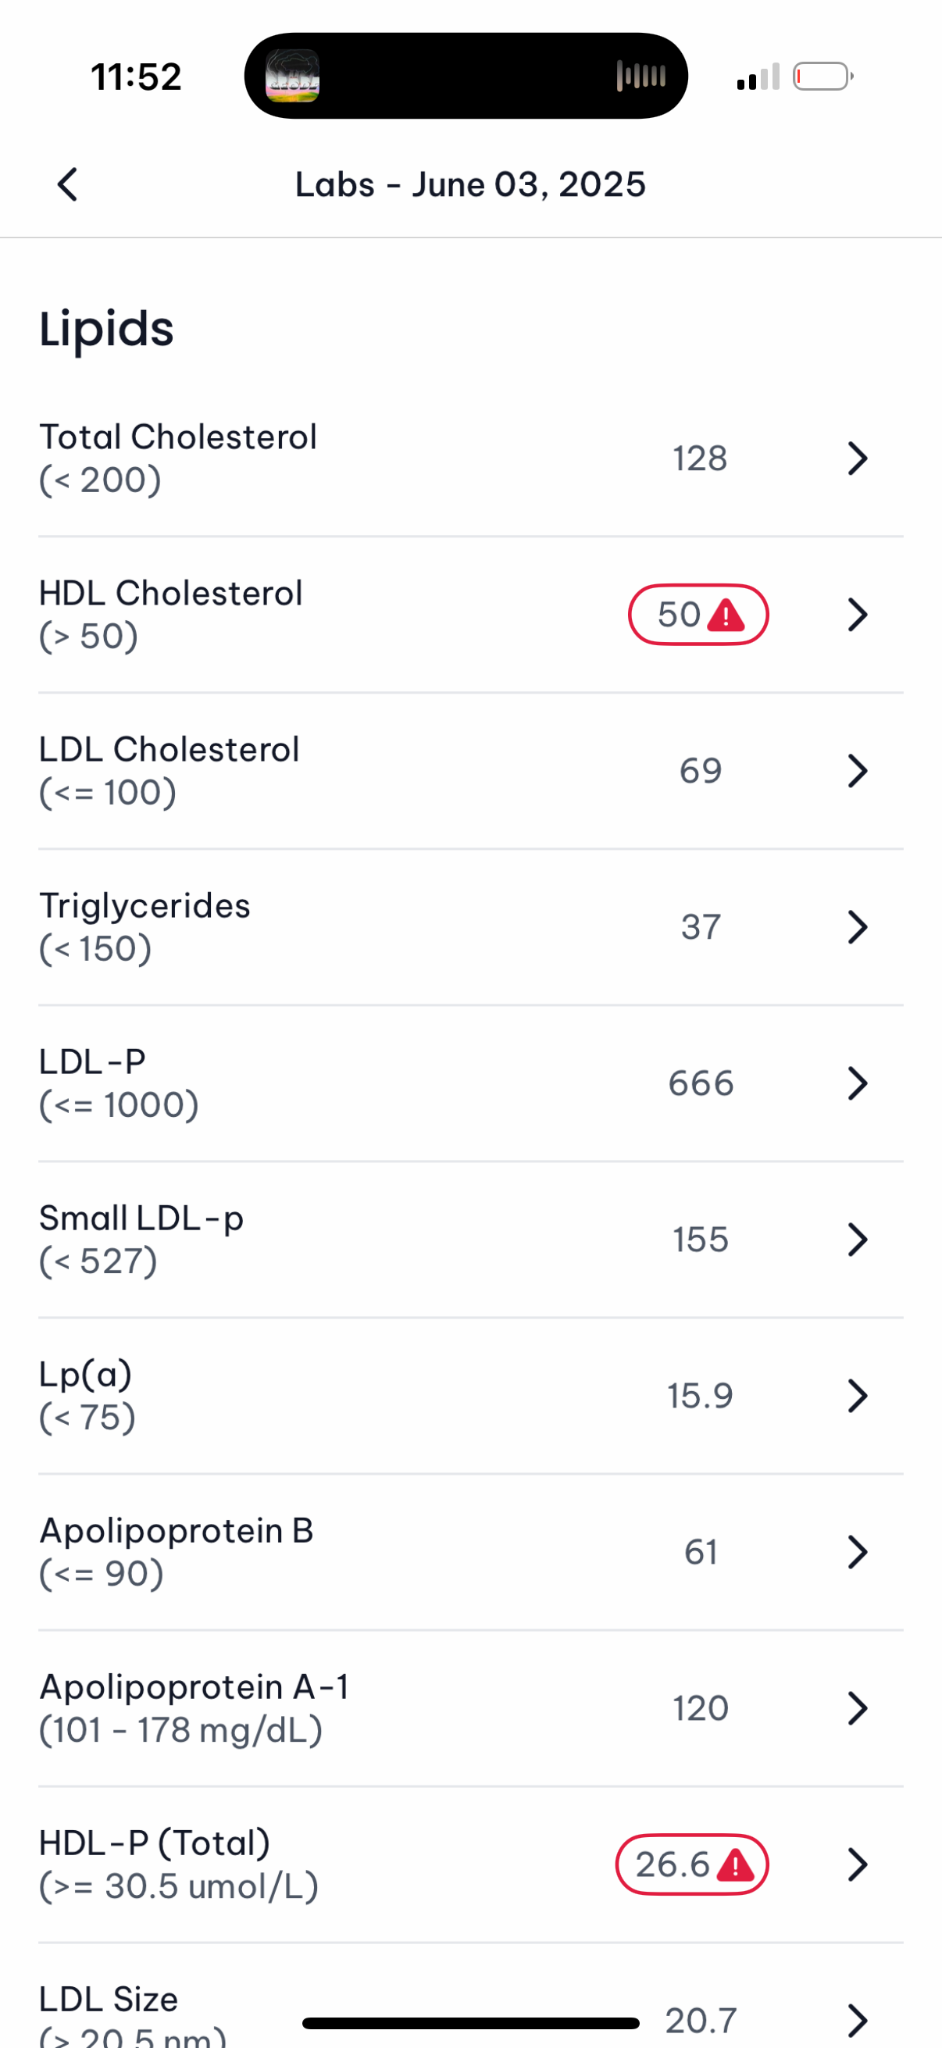 11:52
Labs - June 03, 2025
Lipids
Total Cholesterol
(< 200)
128
HDL Cholesterol
(> 50)
50
LDL Cholesterol
(<= 100)
69
Triglycerides
(< 150)
37
LDL-P
(<= 1000)
666
Small LDL-p
(< 527)
155
Lp(a)
(< 75)
15.9
Apolipoprotein B
(<= 90)
61
Apolipoprotein A-1
(101 - 178 mg/dL)
120
HDL-P (Total)
(>= 30.5 umol/L)
26.6
LDL Size
(> 20.5 nm)
20.7